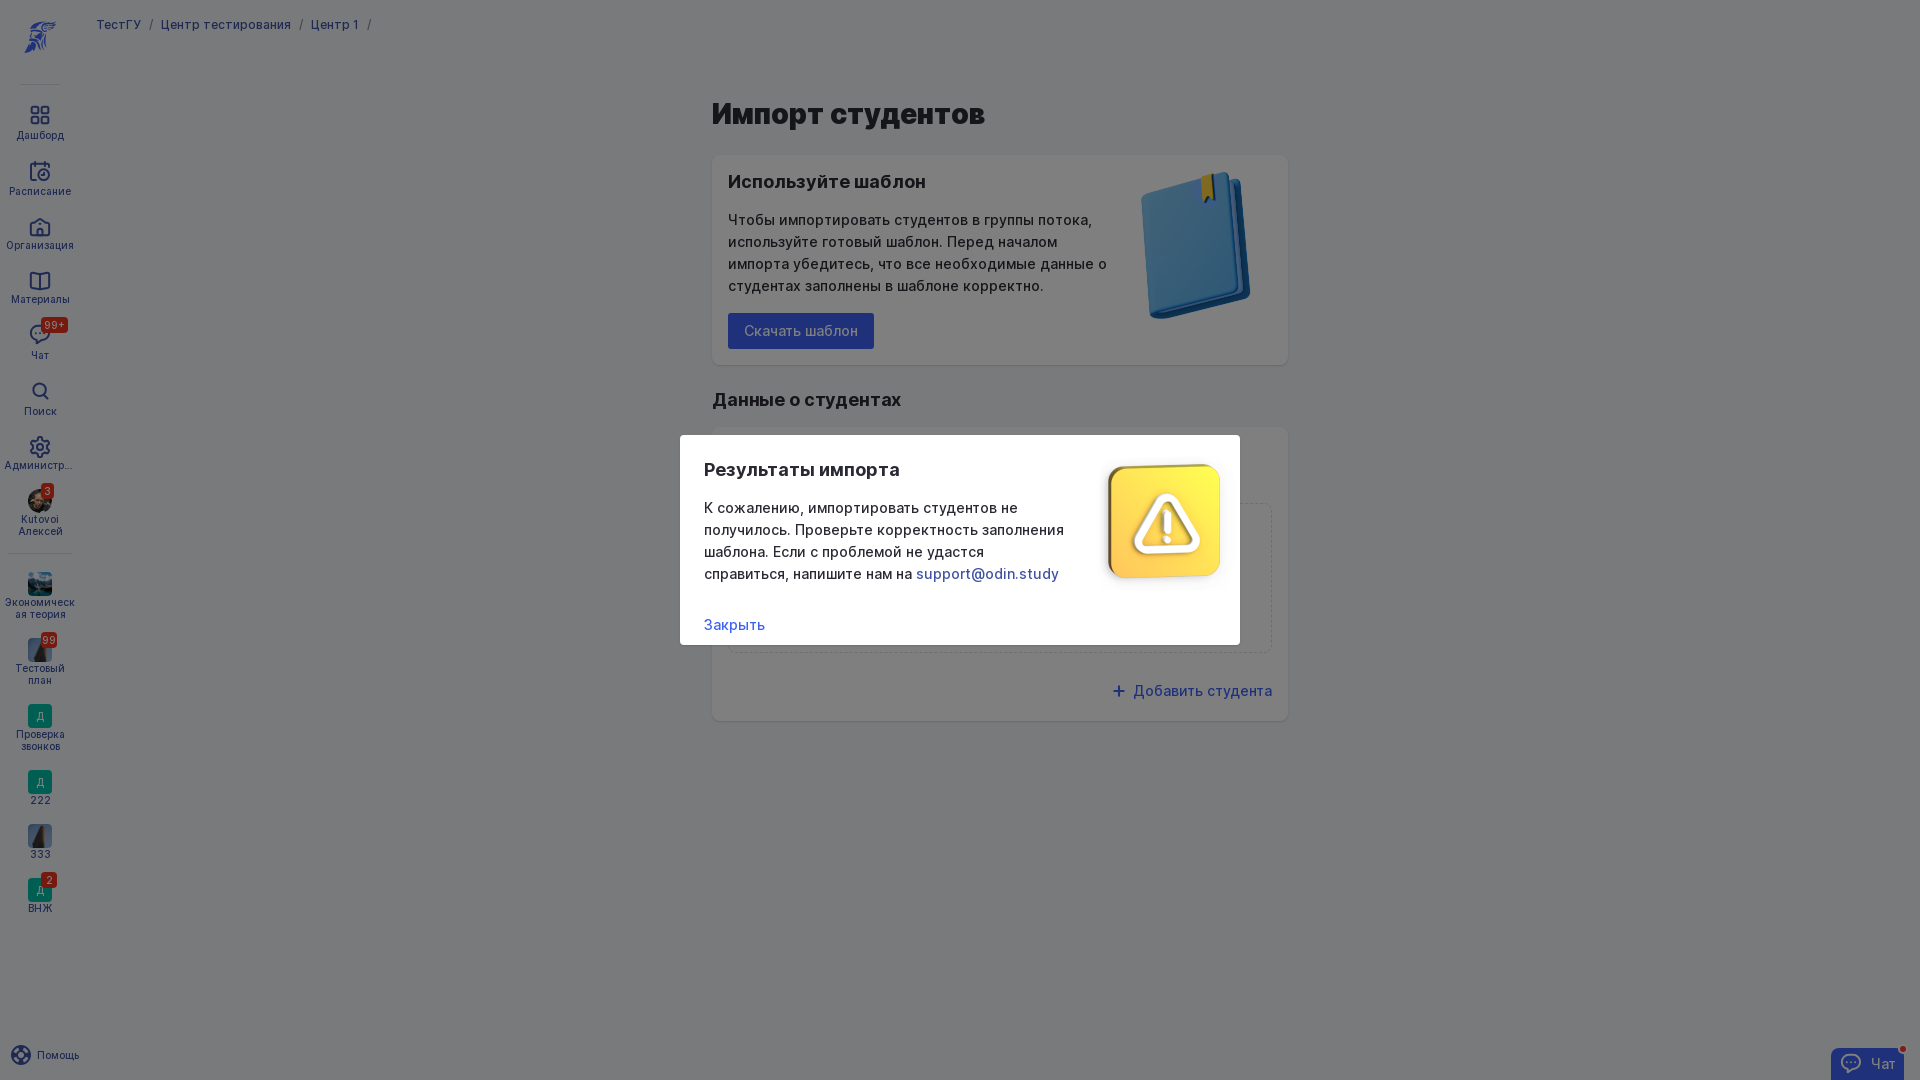 ТестГУ / Центр тестирования / Центр 1 /
Дашборд
Расписание
Организация
Материалы
99+
Чат
Поиск
Администр...
3
Kutovoi
Алексей
Экономическ
ая теория
99
Тестовый
план
Д
Проверка
звонков
Д
222
333
2
Д
ВНЖ
Помощь
Импорт студентов
Используйте шаблон
Чтобы импортировать студентов в группы потока,
используйте готовый шаблон. Перед началом
импорта убедитесь, что все необходимые данные о
студентах заполнены в шаблоне корректно.
Скачать шаблон
Данные о студентах
Результаты импорта
К сожалению, импортировать студентов не
получилось. Проверьте корректность заполнения
шаблона. Если с проблемой не удастся
справиться, напишите нам на support@odin.study
Закрыть
+ Добавить студента
Чат